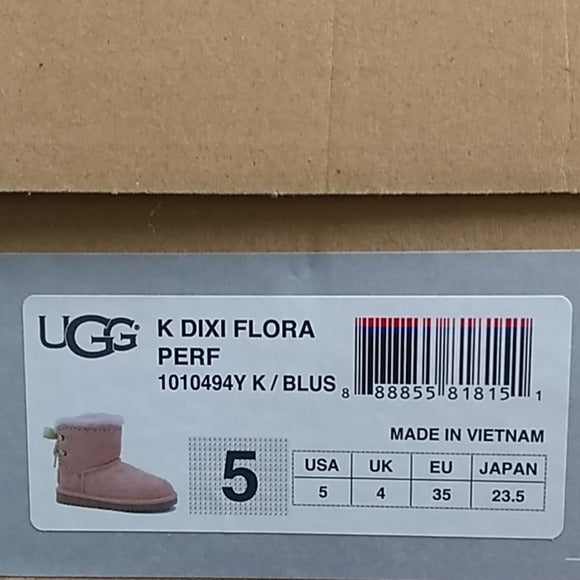 UGG
K DIXI FLORA
PERF
1010494Y K / BLUS
8 88855 81815 1
MADE IN VIETNAM
5
USA UK EU JAPAN
5 4 35 23.5